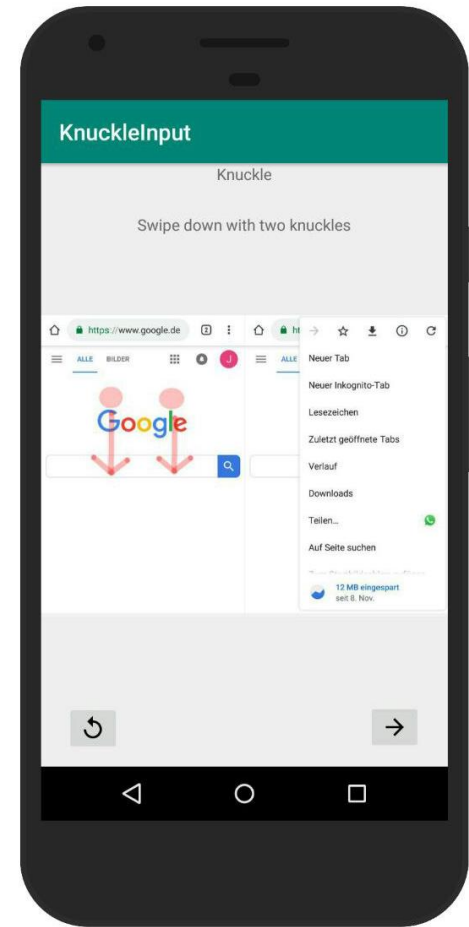 KnuckleInput
Knuckle
Swipe down with two knuckles
https://www.google.de 2
ALLE BILDER J
Google
ht
ALLE
Neuer Tab
Neuer Inkognito-Tab
Lesezeichen
Zuletzt geöffnete Tabs
Verlauf
Downloads
Teilen...
Auf Seite suchen
12 MB eingespart
seit 8. Nov.